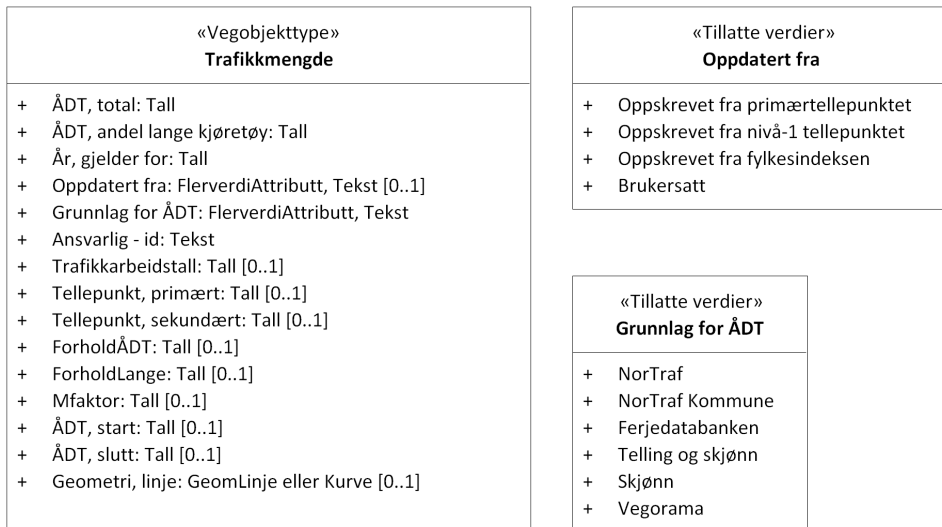 «Vegobjekttype»
Trafikkmengde
+ ÅDT, total: Tall
+ ÅDT, andel lange kjøretøy: Tall
+ År, gjelder for: Tall
+ Oppdatert fra: FlerverdiAttributt, Tekst [0..1]
+ Grunnlag for ÅDT: FlerverdiAttributt, Tekst
+ Ansvarlig - id: Tekst
+ Trafikkarbeidstall: Tall [0..1]
+ Tellepunkt, primært: Tall [0..1]
+ Tellepunkt, sekundært: Tall [0..1]
+ ForholdÅDT: Tall [0..1]
+ ForholdLange: Tall [0..1]
+ Mfaktor: Tall [0..1]
+ ÅDT, start: Tall [0..1]
+ ÅDT, slutt: Tall [0..1]
+ Geometri, linje: GeomLinje eller Kurve [0..1]
«Tillatte verdier»
Oppdatert fra
+ Oppskrevet fra primærtellepunktet
+ Oppskrevet fra nivå-1 tellepunktet
+ Oppskrevet fra fylkesindeksen
+ Brukersatt
«Tillatte verdier»
Grunnlag for ÅDT
+ NorTraf
+ NorTraf Kommune
+ Ferjedatabanken
+ Telling og skjønn
+ Skjønn
+ Vegorama